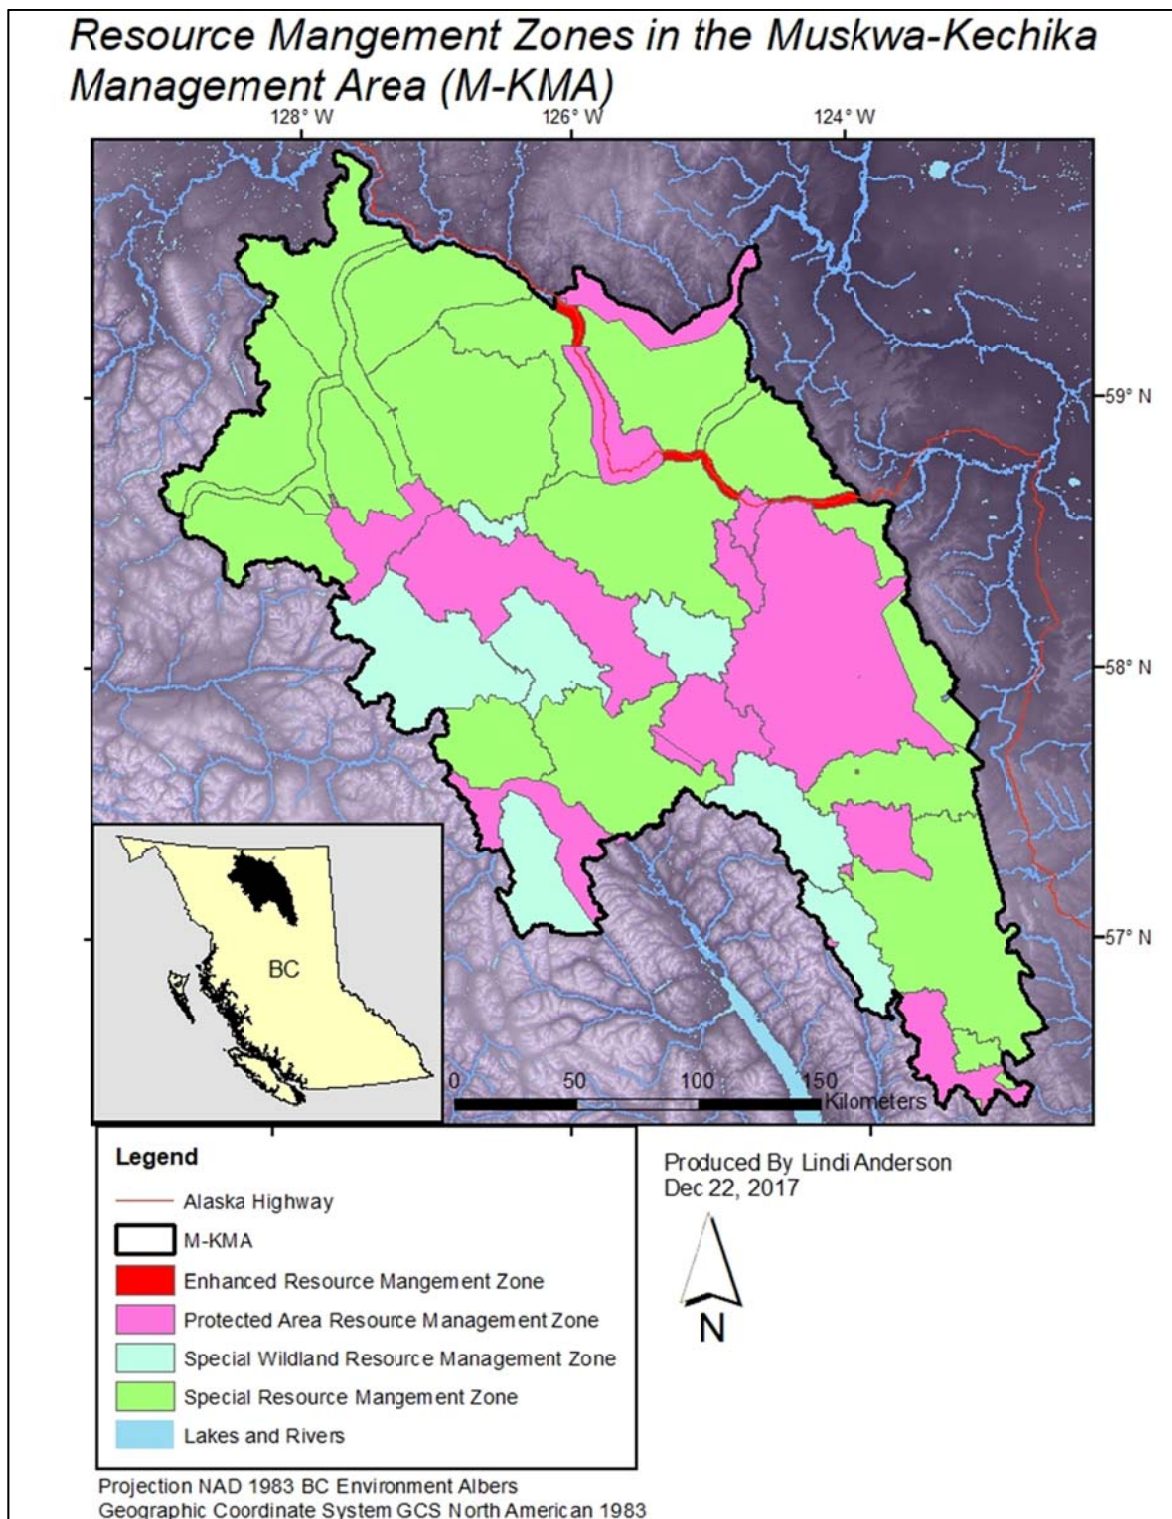 Resource Mangement Zones in the Muskwa-Kechika
Management Area (M-KMA)
128° W 126° W 124° W
59° N
58° N
57° N
BC
0 50 100 150
Kilometers
Legend
Alaska Highway
M-KMA
Enhanced Resource Mangement Zone
Protected Area Resource Management Zone
Special Wildland Resource Management Zone
Special Resource Mangement Zone
Lakes and Rivers
Produced By Lindi Anderson
Dec 22, 2017
N
Projection NAD 1983 BC Environment Albers
Geographic Coordinate System GCS North American 1983